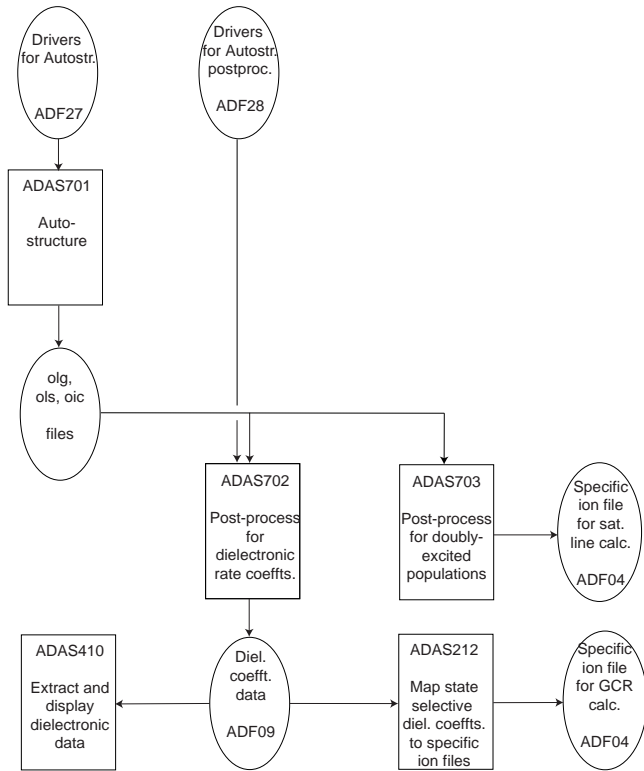 Drivers
for Autostr.
ADF27
Drivers
for Autostr.
postproc.
ADF28
ADAS701
Auto-
structure
olg,
ols, oic
files
ADAS702
Post-process
for
dielectronic
rate coeffts.
ADAS703
Post-process
for doubly-
excited
populations
Specific
ion file
for sat.
line calc.
ADF04
ADAS410
Extract and
display
dielectronic
data
Diel.
coefft.
data
ADF09
ADAS212
Map state
selective
diel. coeffts.
to specific
ion files
Specific
ion file
for GCR
calc.
ADF04